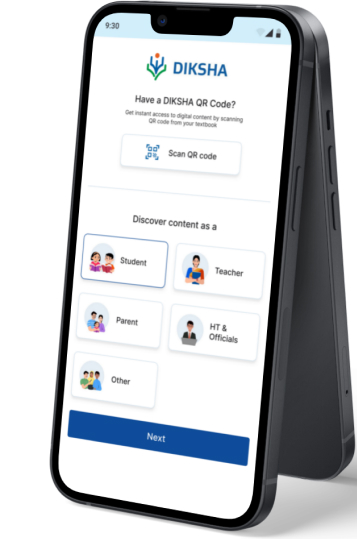 9:30
DIKSHA
Have a DIKSHA QR Code?
Get instant access to digital content by scanning
QR code from your textbook
Scan QR code
Discover content as a
Student
Teacher
Parent
HT &
Officials
Other
Next